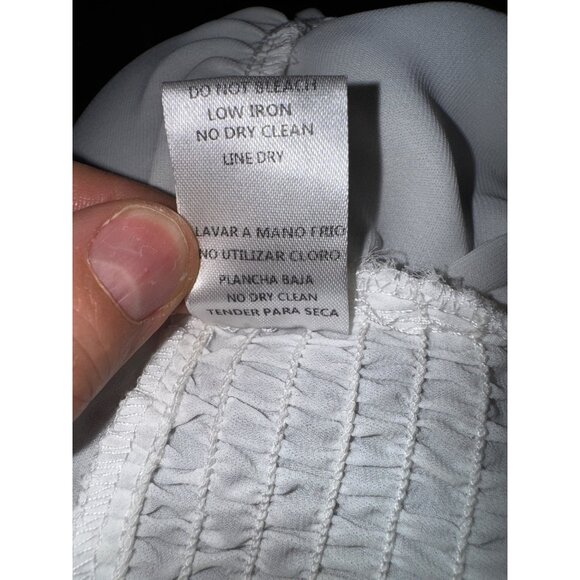 DO NOT BLEACH
LOW IRON
NO DRY CLEAN
LINE DRY
LAVAR A MANO FRIO
NO UTILIZAR CLORO
PLANCHA BAJA
NO DRY CLEAN
TENDER PARA SECA